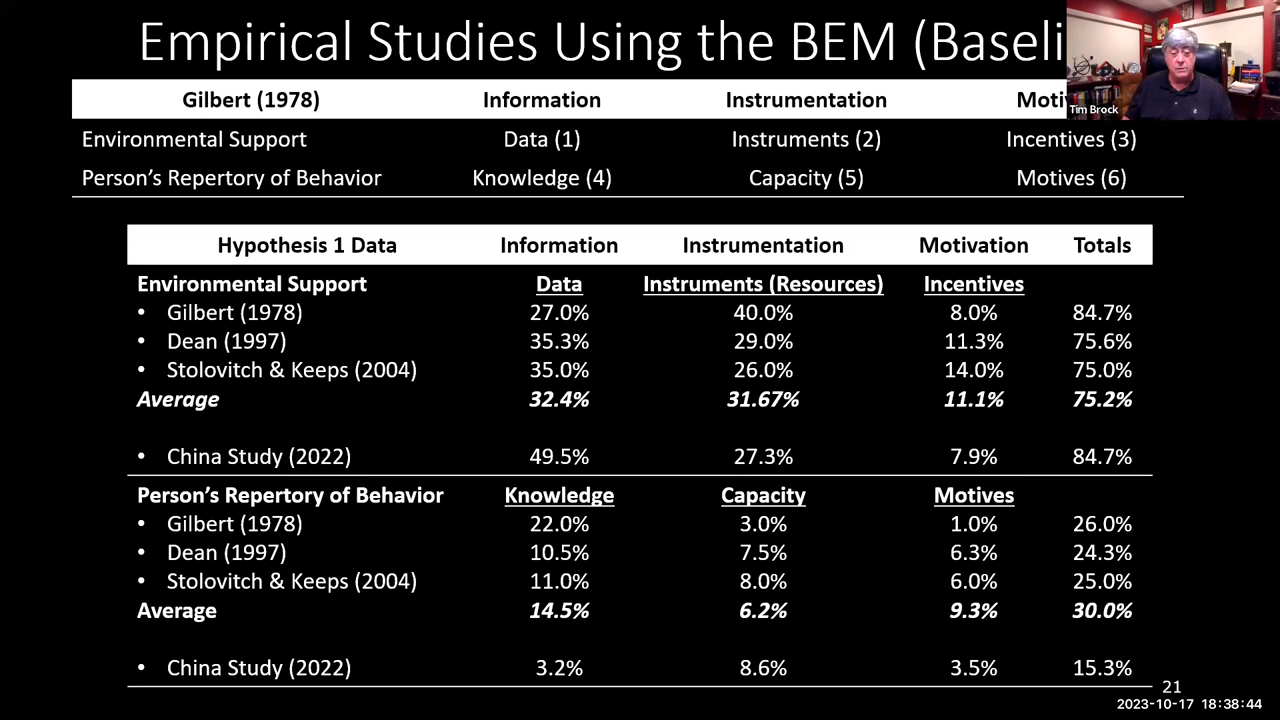 Empirical Studies Using the BEM (Baseli
Tim Brock
Gilbert (1978) Information Instrumentation Moti
Environmental Support Data (1) Instruments (2) Incentives (3)
Person’s Repertory of Behavior Knowledge (4) Capacity (5) Motives (6)
Hypothesis 1 Data Information Instrumentation Motivation Totals
Environmental Support Data Instruments (Resources) Incentives
• Gilbert (1978) 27.0% 40.0% 8.0% 84.7%
• Dean (1997) 35.3% 29.0% 11.3% 75.6%
• Stolovitch & Keeps (2004) 35.0% 26.0% 14.0% 75.0%
Average 32.4% 31.67% 11.1% 75.2%
• China Study (2022) 49.5% 27.3% 7.9% 84.7%
Person’s Repertory of Behavior Knowledge Capacity Motives
• Gilbert (1978) 22.0% 3.0% 1.0% 26.0%
• Dean (1997) 10.5% 7.5% 6.3% 24.3%
• Stolovitch & Keeps (2004) 11.0% 8.0% 6.0% 25.0%
Average 14.5% 6.2% 9.3% 30.0%
• China Study (2022) 3.2% 8.6% 3.5% 15.3%
21
2023-10-17 18:38:44